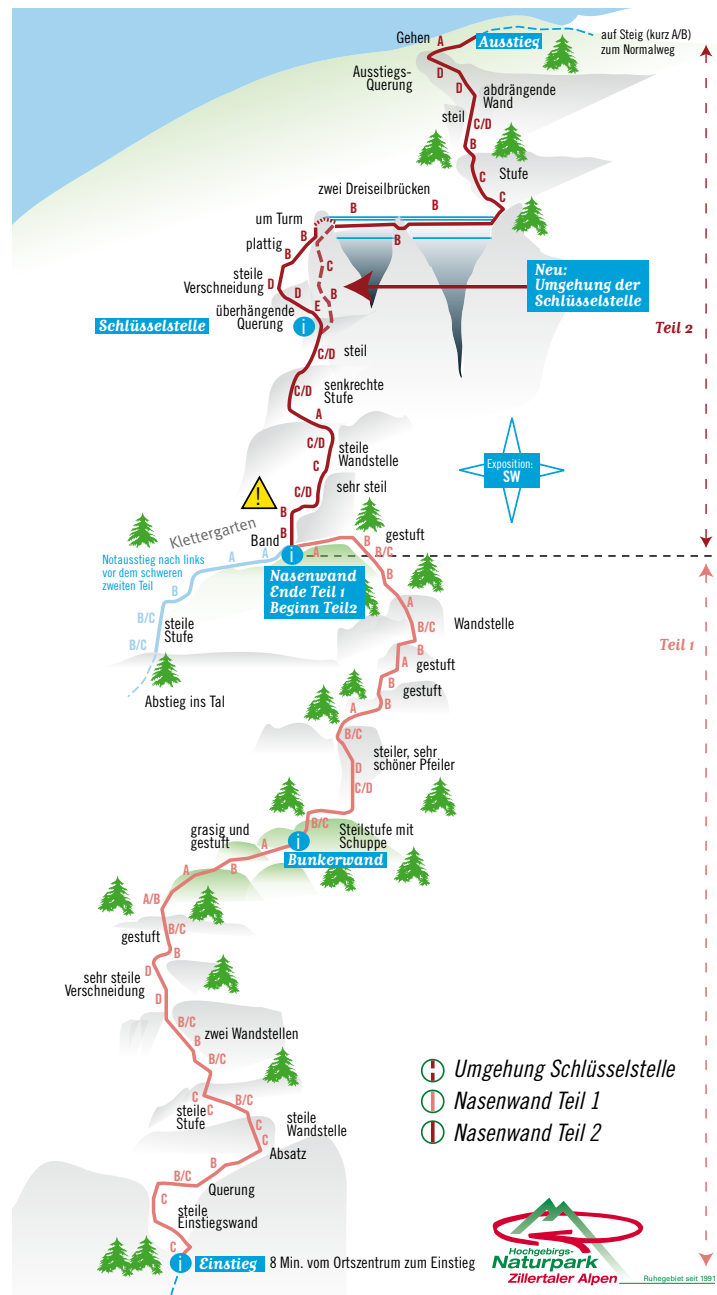 Gehen
A
Ausstieg
auf Steig (kurz A/B)
zum Normalweg
Ausstiegs-
Querung
D
D
abdrängende
Wand
steil
C/D
B
C
Stufe
C
zwei Dreiseilbrücken
B
B
um Turm
B
B
plattig
B
C
steile
Verschneidung
D
D
B
E
Neu:
Umgehung der
Schlüsselstelle
überhängende
Querung
Schlüsselstelle
i
Teil 2
C/D
steil
C/D
senkrechte
Stufe
A
C/D
steile
Wandstelle
C
Exposition:
SW
C/D
sehr steil
!
B
Klettergarten
B
Band
A
A
i
A
B
gestuft
B/C
Notausstieg nach links
vor dem schweren
zweiten Teil
Nasenwand
Ende Teil 1
Beginn Teil2
B
B
A
B/C
steile
Stufe
B/C
B/C
Wandstelle
Teil 1
B
A
gestuft
Abstieg ins Tal
B
gestuft
B
A
B/C
steiler, sehr
schöner Pfeiler
D
C/D
B/C
grasig und
gestuft
A
i
Steilstufe mit
Schuppe
Bunkerwand
A
B
A/B
B/C
gestuft
B
D
sehr steile
Verschneidung
D
B/C
zwei Wandstellen
B
B/C
C
B/C
steile
Stufe
C
C
steile
Wandstelle
C
Absatz
B
B/C
Querung
C
steile
Einstiegswand
C
i
Einstieg
8 Min. vom Ortszentrum zum Einstieg
Umgehung Schlüsselstelle
Nasenwand Teil 1
Nasenwand Teil 2
Hochgebirgs-
Naturpark
Zillertaler Alpen
Ruhegebiet seit 1991